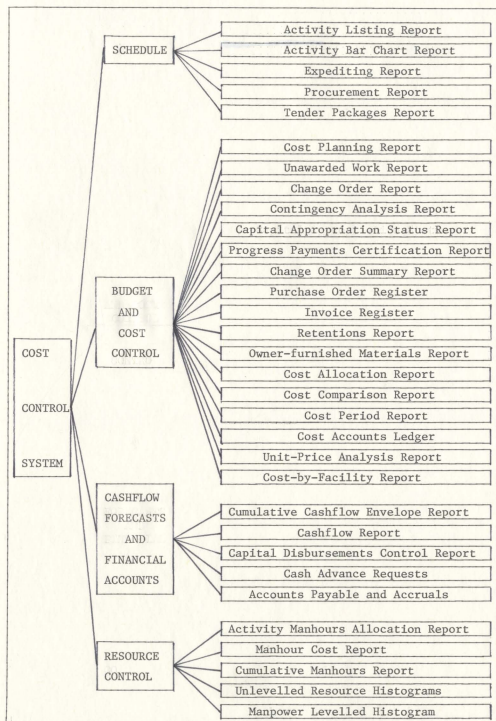 COST
CONTROL
SYSTEM
SCHEDULE
Activity Listing Report
Activity Bar Chart Report
Expediting Report
Procurement Report
Tender Packages Report
BUDGET
AND
COST
CONTROL
Cost Planning Report
Unawarded Work Report
Change Order Report
Contingency Analysis Report
Capital Appropriation Status Report
Progress Payments Certification Report
Change Order Summary Report
Purchase Order Register
Invoice Register
Retentions Report
Owner-furnished Materials Report
Cost Allocation Report
Cost Comparison Report
Cost Period Report
Cost Accounts Ledger
Unit-Price Analysis Report
Cost-by-Facility Report
CASHFLOW
FORECASTS
AND
FINANCIAL
ACCOUNTS
Cumulative Cashflow Envelope Report
Cashflow Report
Capital Disbursements Control Report
Cash Advance Requests
Accounts Payable and Accruals
RESOURCE
CONTROL
Activity Manhours Allocation Report
Manhour Cost Report
Cumulative Manhours Report
Unlevelled Resource Histograms
Manpower Levelled Histogram